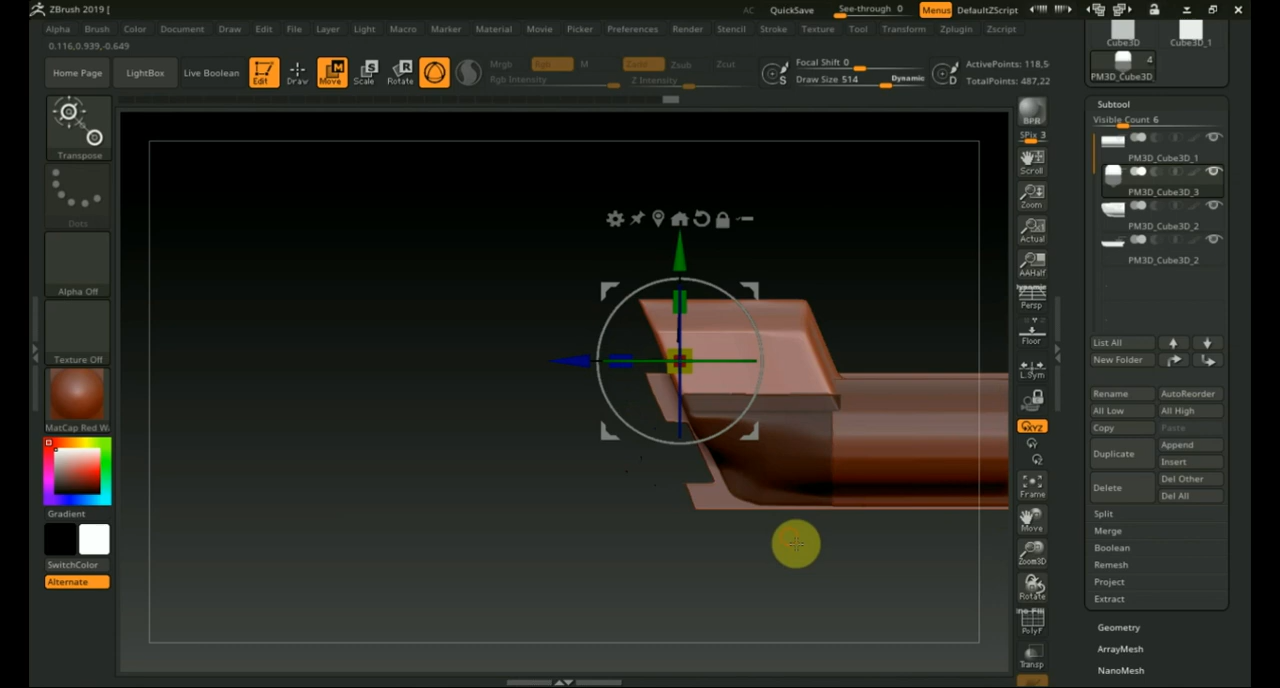 ZBrush 2019 [
AC QuickSave See-through 0 Menus DefaultZScript
Alpha Brush Color Document Draw Edit File Layer Light Macro Marker Material Movie Picker Preferences Render Stencil Stroke Texture Tool Transform Zplugin Zscript
0.116,0.939,-0.649
Home Page LightBox Live Boolean Edit Draw Move Scale Rotate
Mrgb Rgb M Zadd Zsub Zcut
Rgb Intensity Z Intensity
Focal Shift 0
Draw Size 514 Dynamic
ActivePoints: 118,5
TotalPoints: 487,22
Transpose
Dots
Alpha Off
Texture Off
MatCap Red W
Gradient
SwitchColor
Alternate
BPR
SPix 3
Scroll
Zoom
Actual
AAHalf
Dynamic
Persp
Floor
L.Sym
XYZ
Frame
Move
Zoom3D
Rotate
Line Fill
PolyF
Transp
Cube3D Cube3D_1
4
PM3D_Cube3D_
Subtool
Visible Count 6
PM3D_Cube3D_1
PM3D_Cube3D_3
PM3D_Cube3D_2
PM3D_Cube3D_2
List All
New Folder
Rename AutoReorder
All Low All High
Copy Paste
Duplicate Append
Insert
Delete Del Other
Del All
Split
Merge
Boolean
Remesh
Project
Extract
Geometry
ArrayMesh
NanoMesh